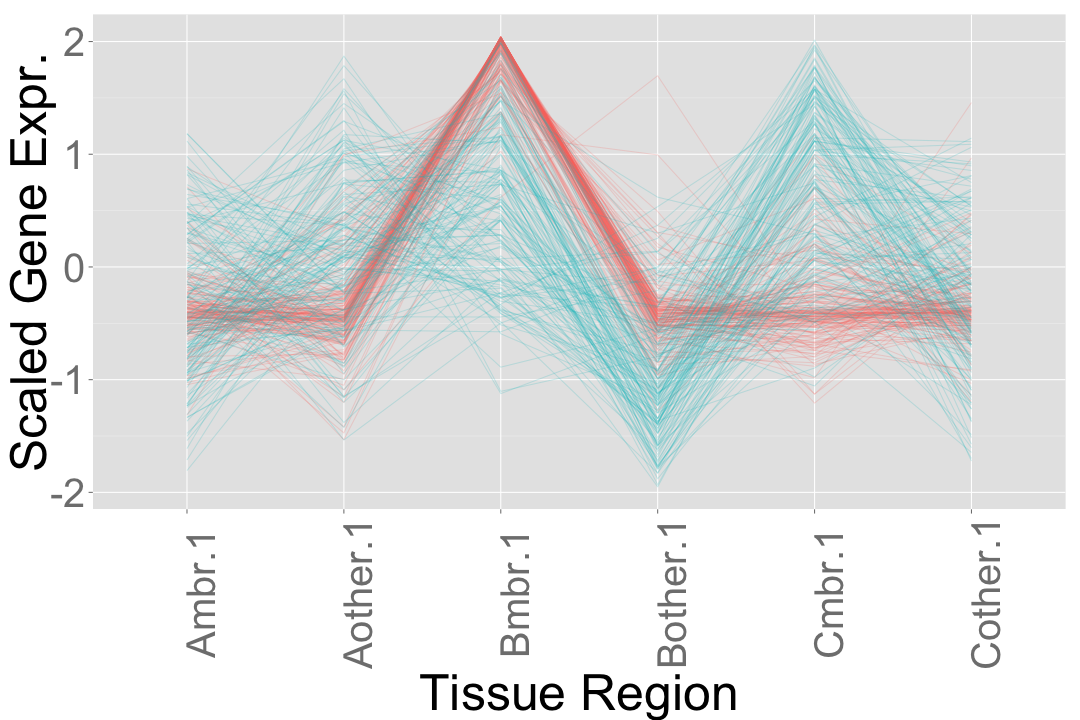 Scaled Gene Expr.
2
1
0
-1
-2
Ambr.1
Aother.1
Bmbr.1
Bother.1
Cmbr.1
Cother.1
Tissue Region